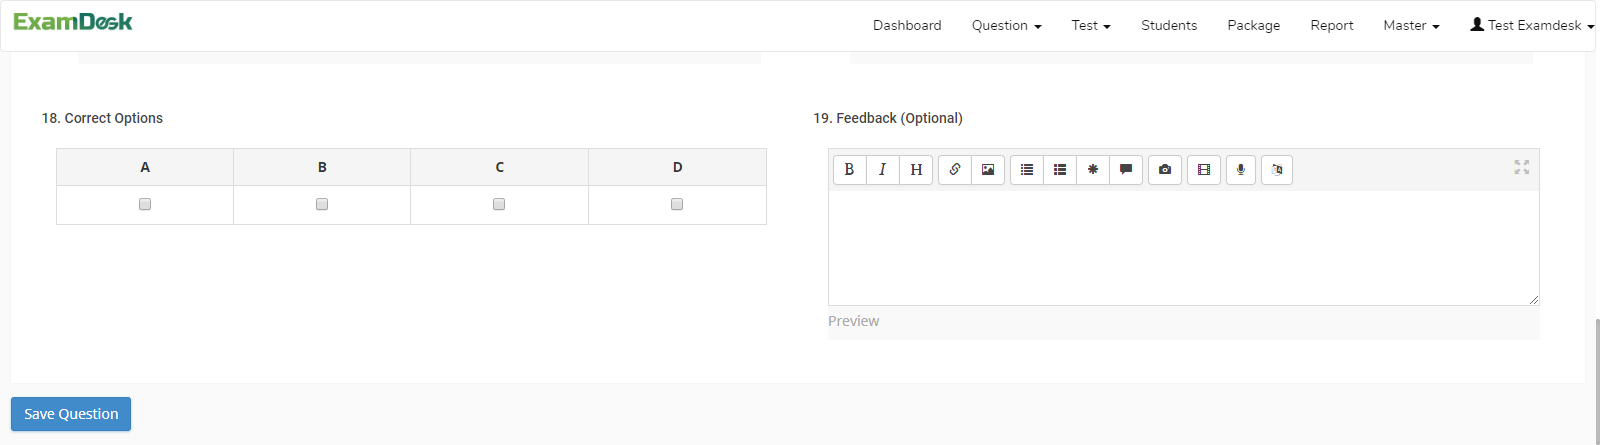 ExamDesk
Dashboard Question Test Students Package Report Master Test Examdesk
18. Correct Options
A B C D
19. Feedback (Optional)
B I H
Preview
Save Question